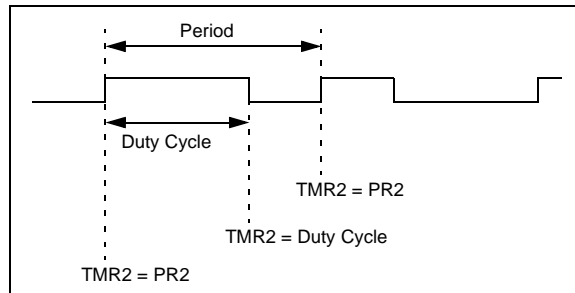 Period
Duty Cycle
TMR2 = PR2
TMR2 = Duty Cycle
TMR2 = PR2